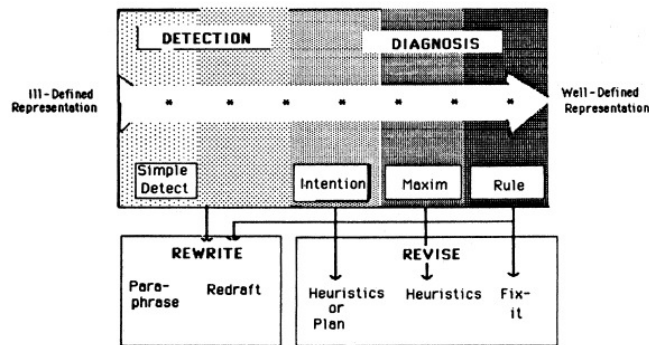 DETECTION
DIAGNOSIS
Ill-Defined
Representation
* * * * * * * *
Well-Defined
Representation
Simple
Detect
Intention
Maxim
Rule
REWRITE
Para-
phrase
Redraft
REVISE
Heuristics
or
Plan
Heuristics
Fix-
it